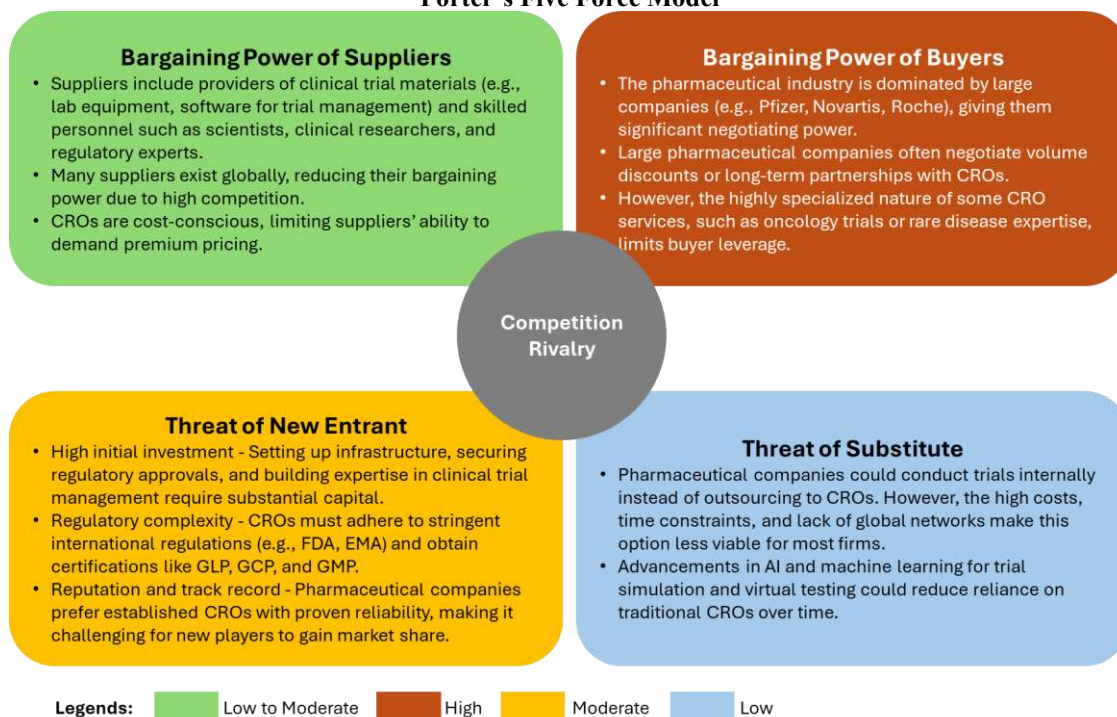 Porter's Five Force Model
Bargaining Power of Suppliers
• Suppliers include providers of clinical trial materials (e.g.,
lab equipment, software for trial management) and skilled
personnel such as scientists, clinical researchers, and
regulatory experts.
• Many suppliers exist globally, reducing their bargaining
power due to high competition.
• CROs are cost-conscious, limiting suppliers' ability to
demand premium pricing.
Bargaining Power of Buyers
• The pharmaceutical industry is dominated by large
companies (e.g., Pfizer, Novartis, Roche), giving them
significant negotiating power.
• Large pharmaceutical companies often negotiate volume
discounts or long-term partnerships with CROs.
• However, the highly specialized nature of some CRO
services, such as oncology trials or rare disease expertise,
limits buyer leverage.
Competition
Rivalry
Threat of New Entrant
• High initial investment - Setting up infrastructure, securing
regulatory approvals, and building expertise in clinical trial
management require substantial capital.
• Regulatory complexity - CROs must adhere to stringent
international regulations (e.g., FDA, EMA) and obtain
certifications like GLP, GCP, and GMP.
• Reputation and track record - Pharmaceutical companies
prefer established CROs with proven reliability, making it
challenging for new players to gain market share.
Threat of Substitute
• Pharmaceutical companies could conduct trials internally
instead of outsourcing to CROs. However, the high costs,
time constraints, and lack of global networks make this
option less viable for most firms.
• Advancements in AI and machine learning for trial
simulation and virtual testing could reduce reliance on
traditional CROs over time.
Legends: Low to Moderate High Moderate Low